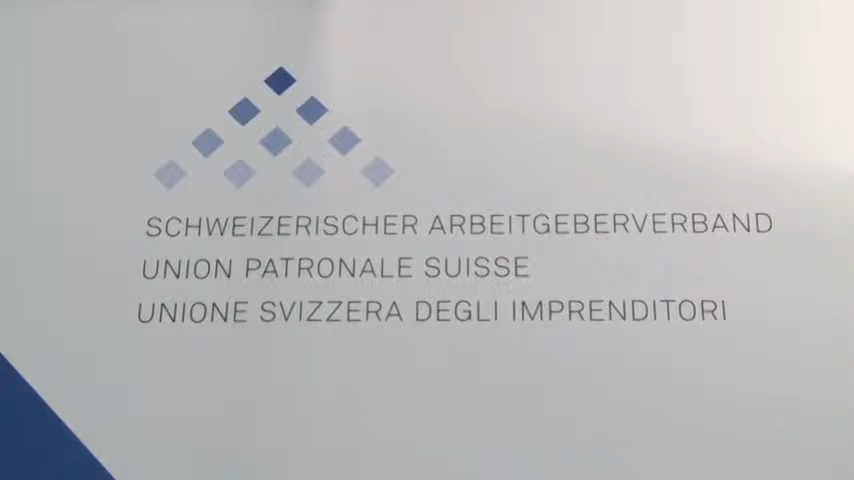 SCHWEIZERISCHER ARBEITGEBERVERBAND
UNION PATRONALE SUISSE
UNIONE SVIZZERA DEGLI IMPRENDITORI